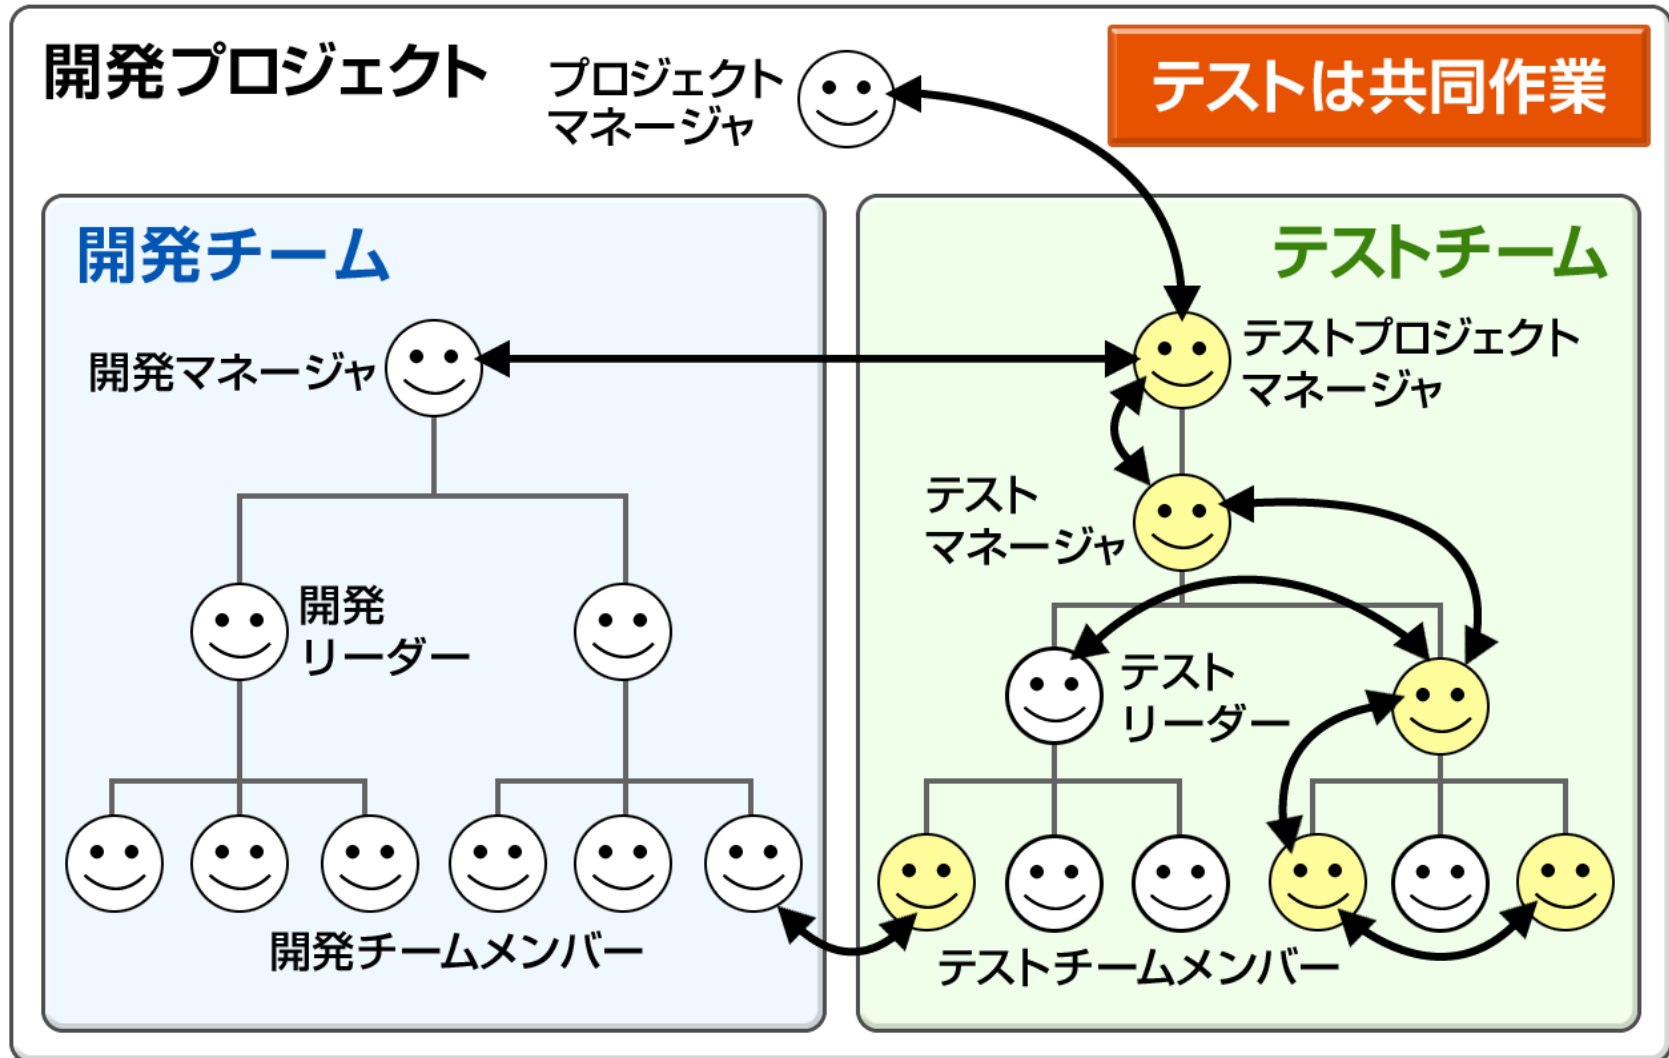 開発プロジェクト
プロジェクト
マネージャ
テストは共同作業
開発チーム
開発マネージャ
開発
リーダー
開発チームメンバー
テストチーム
テストプロジェクト
マネージャ
テスト
マネージャ
テスト
リーダー
テストチームメンバー